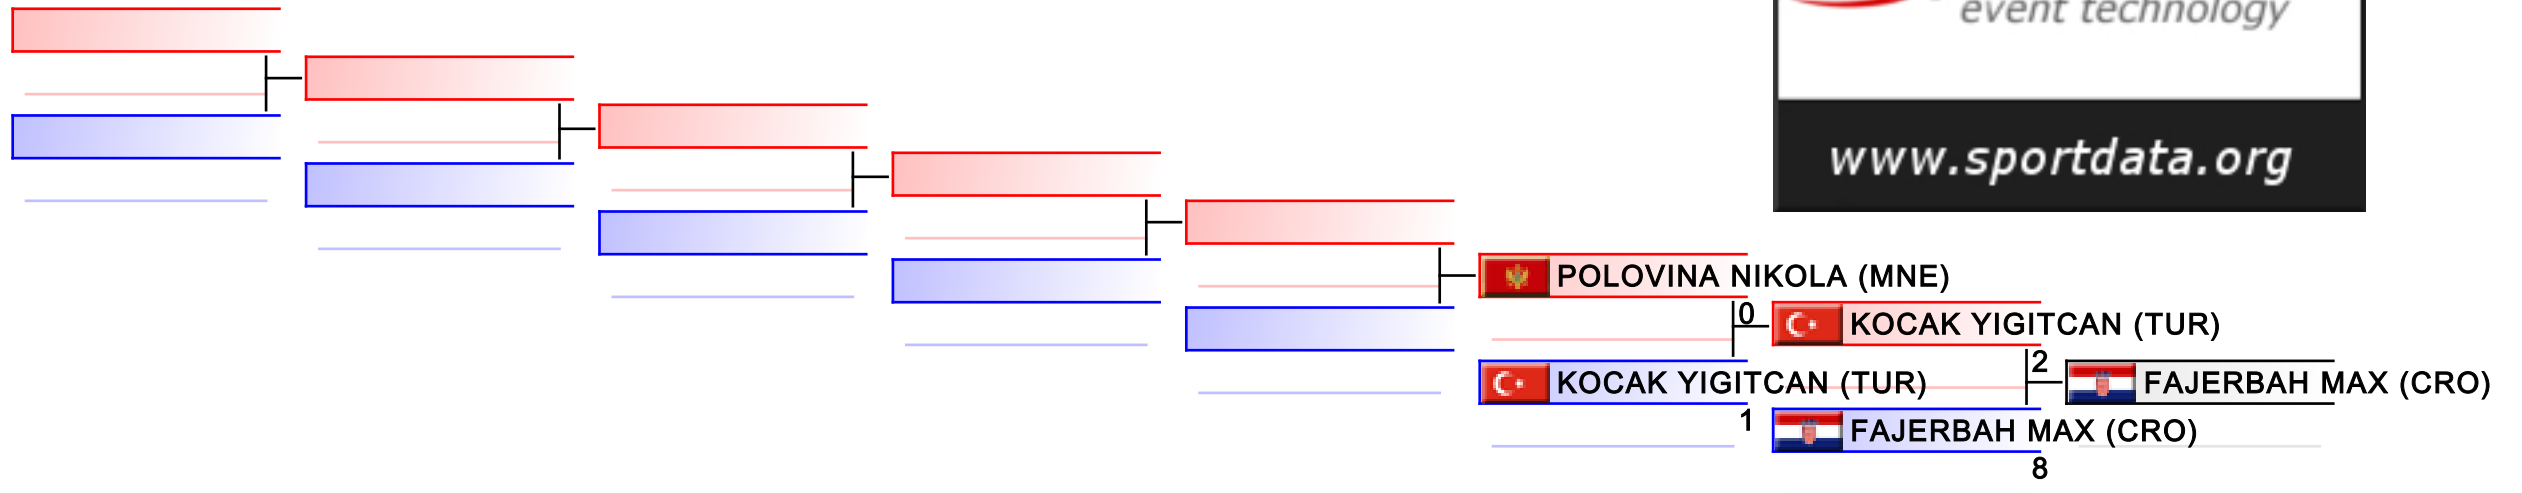 event technology
www.sportdata.org
POLOVINA NIKOLA (MNE)
0
KOCAK YIGITCAN (TUR)
2
KOCAK YIGITCAN (TUR)
FAJERBAH MAX (CRO)
1
FAJERBAH MAX (CRO)
8